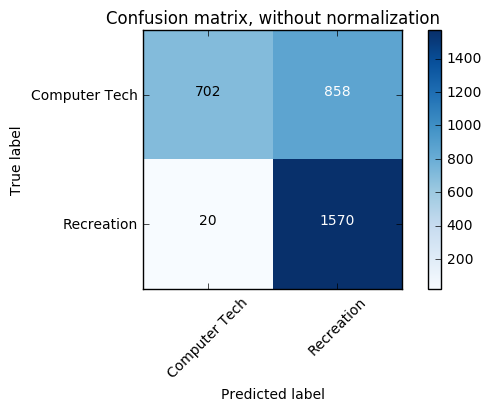 Confusion matrix, without normalization
True label
Computer Tech
702
858
Recreation
20
1570
Computer Tech
Recreation
Predicted label
1400
1200
1000
800
600
400
200